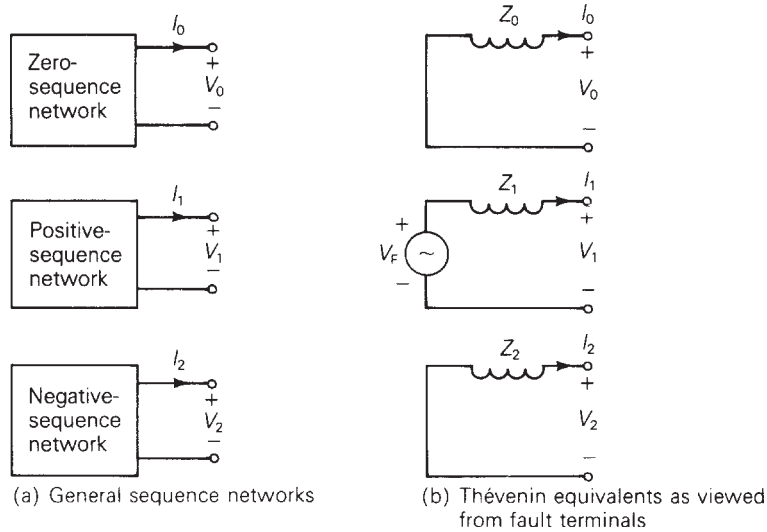 I₀
Zero-
sequence
network
+
V₀
−
Z₀
I₀
+
V₀
−
I₁
Positive-
sequence
network
+
V₁
−
Z₁
I₁
+
V_F
~
−
+
V₁
−
I₂
Negative-
sequence
network
+
V₂
−
Z₂
I₂
+
V₂
−
(a) General sequence networks
(b) Thévenin equivalents as viewed
from fault terminals